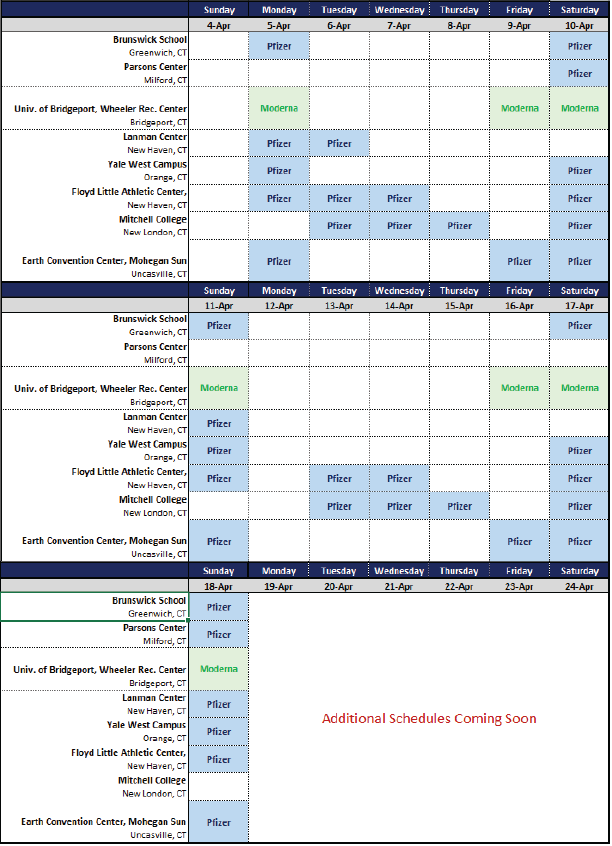 Sunday Monday Tuesday Wednesday Thursday Friday Saturday
4-Apr 5-Apr 6-Apr 7-Apr 8-Apr 9-Apr 10-Apr
Brunswick School Pfizer Pfizer
Greenwich, CT
Parsons Center Pfizer
Milford, CT
Univ. of Bridgeport, Wheeler Rec. Center Moderna Moderna Moderna
Bridgeport, CT
Lanman Center Pfizer Pfizer
New Haven, CT
Yale West Campus Pfizer Pfizer
Orange, CT
Floyd Little Athletic Center, Pfizer Pfizer Pfizer Pfizer
New Haven, CT
Mitchell College Pfizer Pfizer Pfizer Pfizer
New London, CT
Earth Convention Center, Mohegan Sun Pfizer Pfizer Pfizer
Uncasville, CT
Sunday Monday Tuesday Wednesday Thursday Friday Saturday
11-Apr 12-Apr 13-Apr 14-Apr 15-Apr 16-Apr 17-Apr
Brunswick School Pfizer Pfizer
Greenwich, CT
Parsons Center
Milford, CT
Univ. of Bridgeport, Wheeler Rec. Center Moderna Moderna Moderna
Bridgeport, CT
Lanman Center Pfizer
New Haven, CT
Yale West Campus Pfizer Pfizer
Orange, CT
Floyd Little Athletic Center, Pfizer Pfizer Pfizer Pfizer
New Haven, CT
Mitchell College Pfizer Pfizer Pfizer Pfizer
New London, CT
Earth Convention Center, Mohegan Sun Pfizer Pfizer Pfizer
Uncasville, CT
Sunday Monday Tuesday Wednesday Thursday Friday Saturday
18-Apr 19-Apr 20-Apr 21-Apr 22-Apr 23-Apr 24-Apr
Brunswick School Pfizer
Greenwich, CT
Parsons Center Pfizer
Milford, CT
Univ. of Bridgeport, Wheeler Rec. Center Moderna
Bridgeport, CT
Lanman Center Pfizer
New Haven, CT
Additional Schedules Coming Soon
Yale West Campus Pfizer
Orange, CT
Floyd Little Athletic Center, Pfizer
New Haven, CT
Mitchell College
New London, CT
Earth Convention Center, Mohegan Sun Pfizer
Uncasville, CT